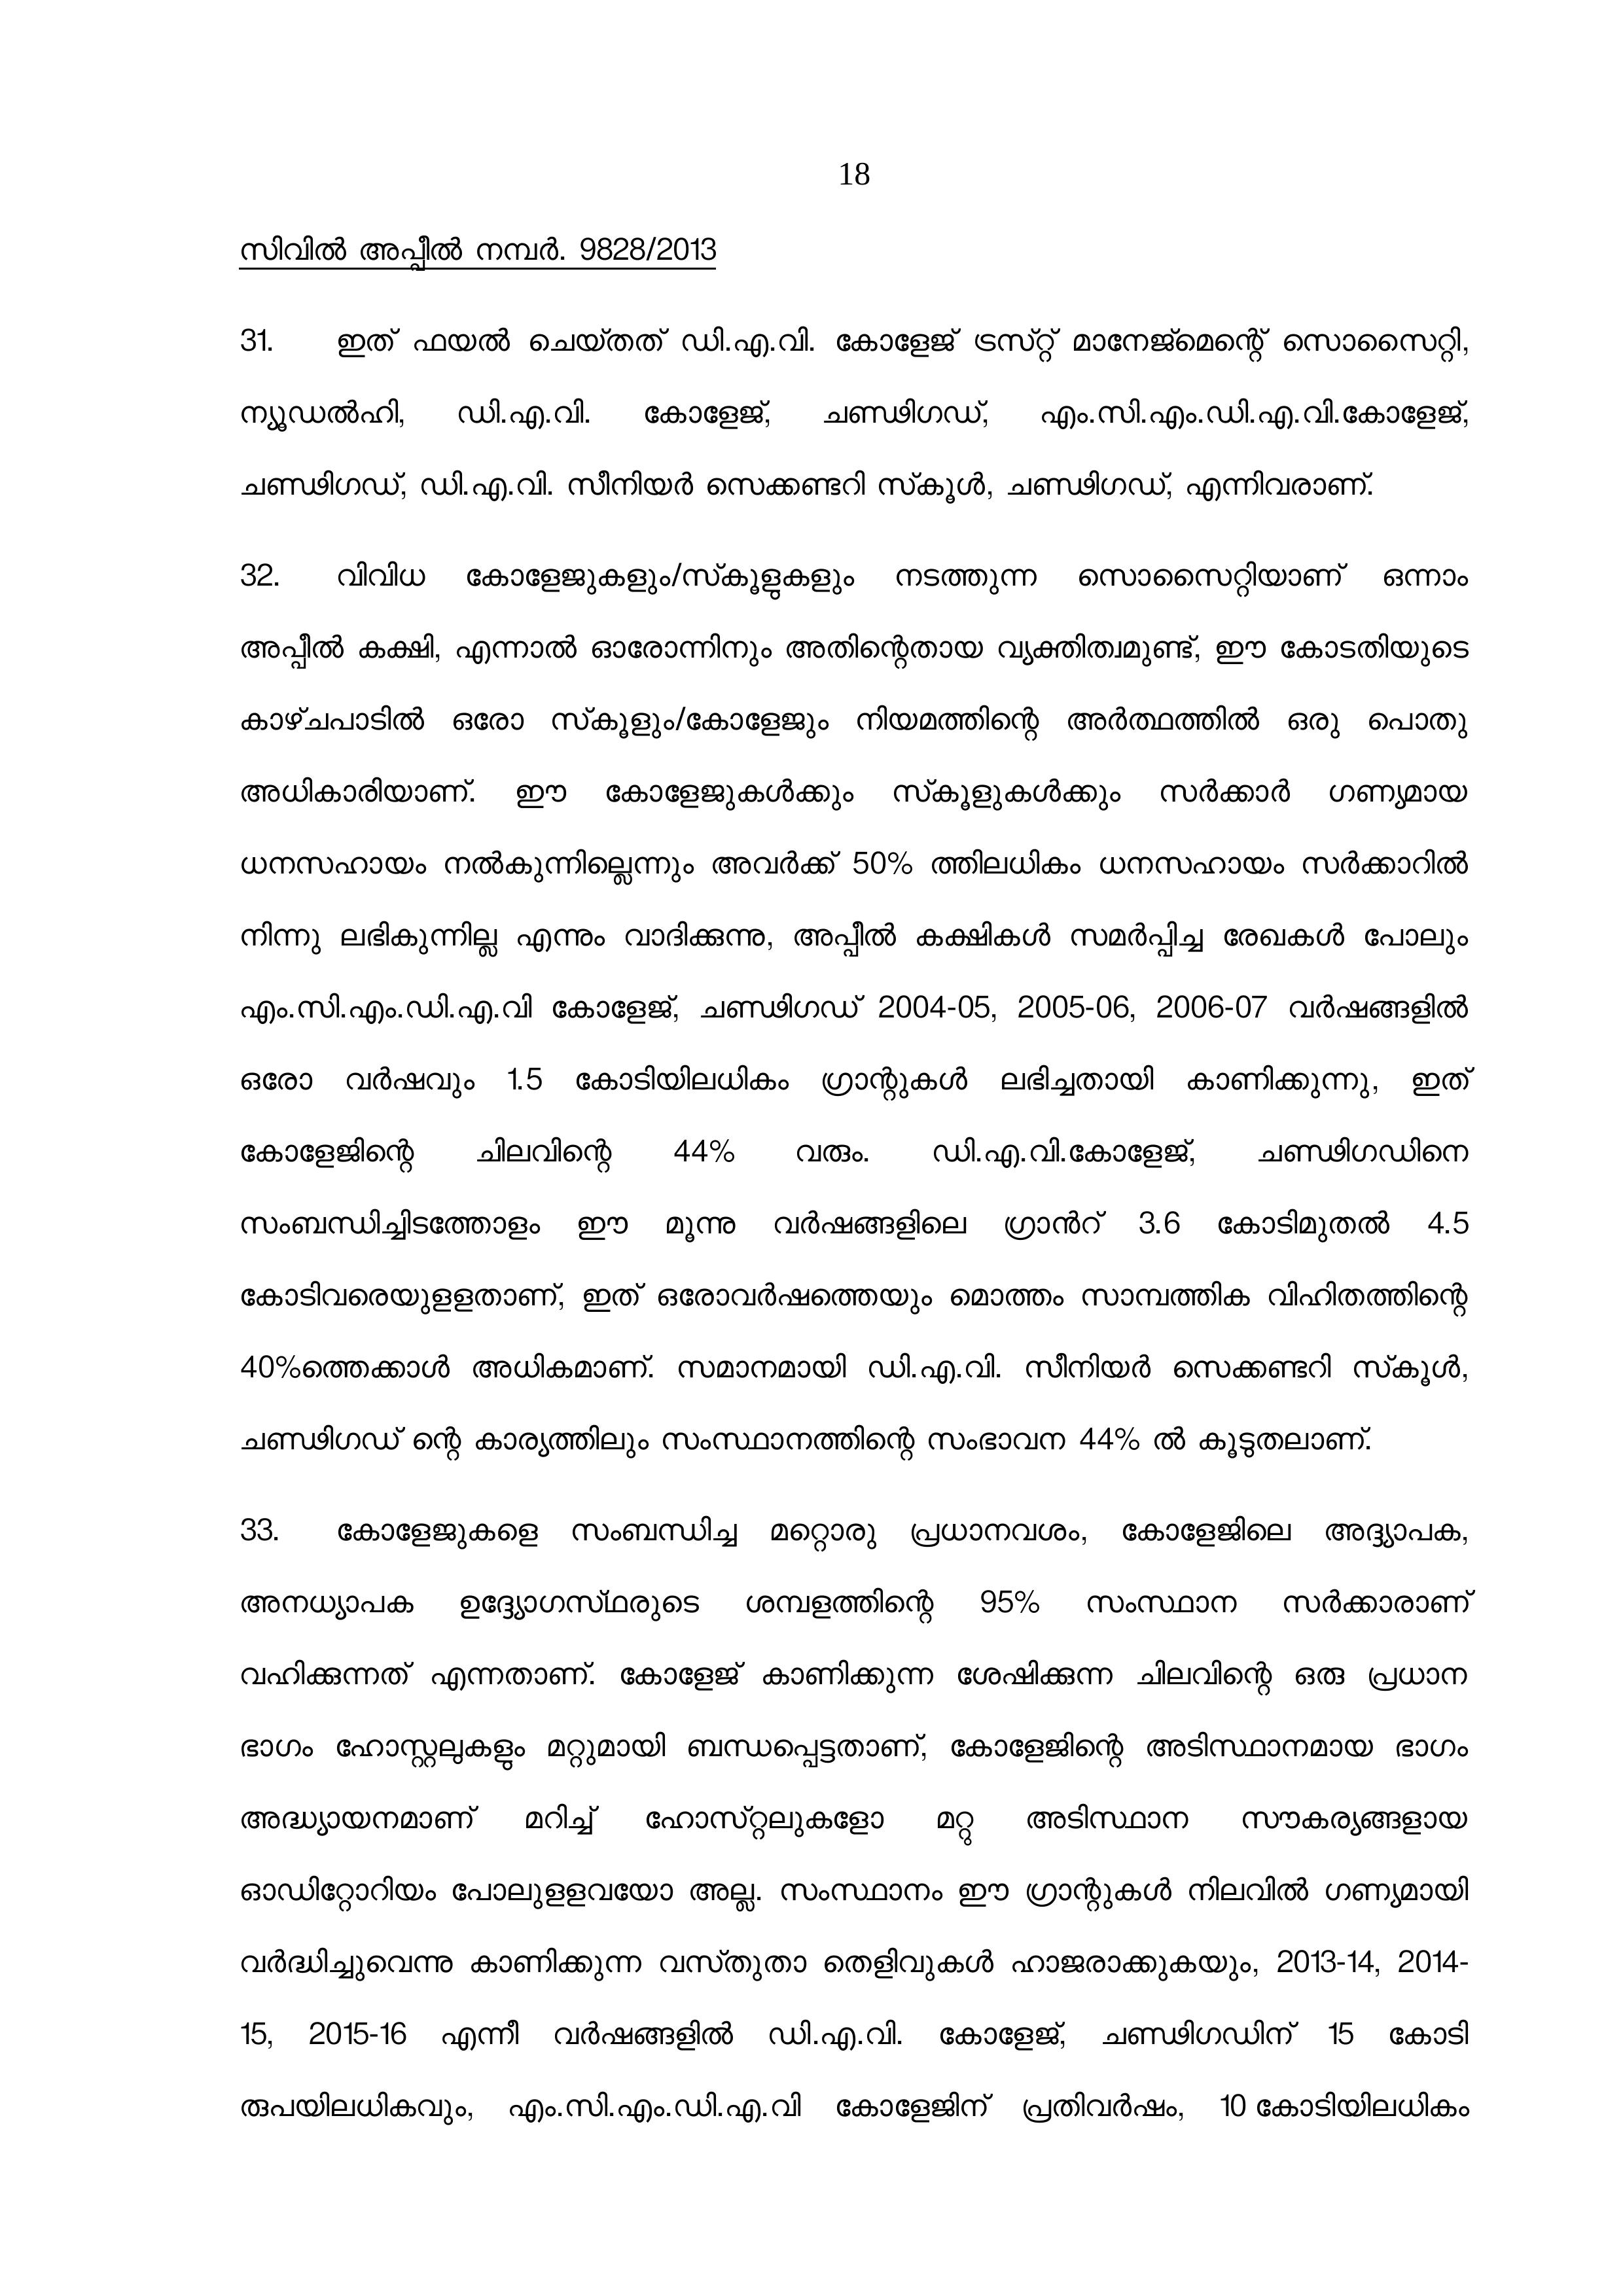 18
സിവിൽ അപ്പീൽ നമ്പർ. 9828/2013
31. ഇത് ഫയൽ ചെയ്തത് ഡി.എ.വി. കോളേജ് ട്രസ്റ്റ് മാനേജ്മെന്റെ് സൊസൈറ്റി,
ന്യൂഡൽഹി, ഡി.എ.വി. കോളേജ്, ചണ്ഢിഗഡ്, എം.സി.എം.ഡി.എ.വി.കോളേജ്,
ചണ്ഢിഗഡ്, ഡി.എ.വി. സീനിയർ സെക്കണ്ടറി സ്കൂൾ, ചണ്ഢിഗഡ്, എന്നിവരാണ്.
32. വിവിധ കോളേജുകളും/സ്കൂളുകളും നടത്തുന്ന സൊസൈറ്റിയാണ് ഒന്നാം
അപ്പീൽ കക്ഷി, എന്നാൽ ഓരോന്നിനും അതിന്റെതായ വ്യക്തിത്വമുണ്ട്, ഈ കോടതിയുടെ
കാഴ്ചപാടിൽ ഒരോ സ്കൂളും/കോളേജും നിയമത്തിന്റെ അർത്ഥത്തിൽ ഒരു പൊതു
അധികാരിയാണ്. ഈ കോളേജുകൾക്കും സ്കൂളുകൾക്കും സർക്കാർ ഗണ്യമായ
ധനസഹായം നൽകുന്നില്ലെന്നും അവർക്ക് 50% ത്തിലധികം ധനസഹായം സർക്കാറിൽ
നിന്നു ലഭികുന്നില്ല എന്നും വാദിക്കുന്നു, അപ്പീൽ കക്ഷികൾ സമർപ്പിച്ച രേഖകൾ പോലും
എം.സി.എം.ഡി.എ.വി കോളേജ്, ചണ്ഢിഗഡ് 2004-05, 2005-06, 2006-07 വർഷങ്ങളിൽ
ഒരോ വർഷവും 1.5 കോടിയിലധികം ഗ്രാന്റുകൾ ലഭിച്ചതായി കാണിക്കുന്നു, ഇത്
കോളേജിന്റെ ചിലവിന്റെ 44% വരും. ഡി.എ.വി.കോളേജ്, ചണ്ഢിഗഡിനെ
സംബന്ധിച്ചിടത്തോളം ഈ മൂന്നു വർഷങ്ങളിലെ ഗ്രാൻറ് 3.6 കോടിമുതൽ 4.5
കോടിവരെയുളളതാണ്, ഇത് ഒരോവർഷത്തെയും മൊത്തം സാമ്പത്തിക വിഹിതത്തിന്റെ
40%ത്തെക്കാൾ അധികമാണ്. സമാനമായി ഡി.എ.വി. സീനിയർ സെക്കണ്ടറി സ്കൂൾ,
ചണ്ഢിഗഡ് ന്റെ കാര്യത്തിലും സംസ്ഥാനത്തിന്റെ സംഭാവന 44% ൽ കൂടുതലാണ്.
33. കോളേജുകളെ സംബന്ധിച്ച മറ്റൊരു പ്രധാനവശം, കോളേജിലെ അദ്ദ്യാപക,
അനധ്യാപക ഉദ്ദ്യോഗസ്ഥരുടെ ശമ്പളത്തിന്റെ 95% സംസ്ഥാന സർക്കാരാണ്
വഹിക്കുന്നത് എന്നതാണ്. കോളേജ് കാണിക്കുന്ന ശേഷിക്കുന്ന ചിലവിന്റെ ഒരു പ്രധാന
ഭാഗം ഹോസ്റ്റലുകളും മറ്റുമായി ബന്ധപ്പെട്ടതാണ്, കോളേജിന്റെ അടിസ്ഥാനമായ ഭാഗം
അദ്ധ്യായനമാണ് മറിച്ച് ഹോസ്റ്റലുകളോ മറ്റു അടിസ്ഥാന സൗകര്യങ്ങളായ
ഓഡിറ്റോറിയം പോലുളളവയോ അല്ല. സംസ്ഥാനം ഈ ഗ്രാന്റുകൾ നിലവിൽ ഗണ്യമായി
വർദ്ധിച്ചുവെന്നു കാണിക്കുന്ന വസ്തുതാ തെളിവുകൾ ഹാജരാക്കുകയും, 2013-14, 2014-
15, 2015-16 എന്നീ വർഷങ്ങളിൽ ഡി.എ.വി. കോളേജ്, ചണ്ഢിഗഡിന് 15 കോടി
രുപയിലധികവും, എം.സി.എം.ഡി.എ.വി കോളേജിന് പ്രതിവർഷം, 10 കോടിയിലധികം